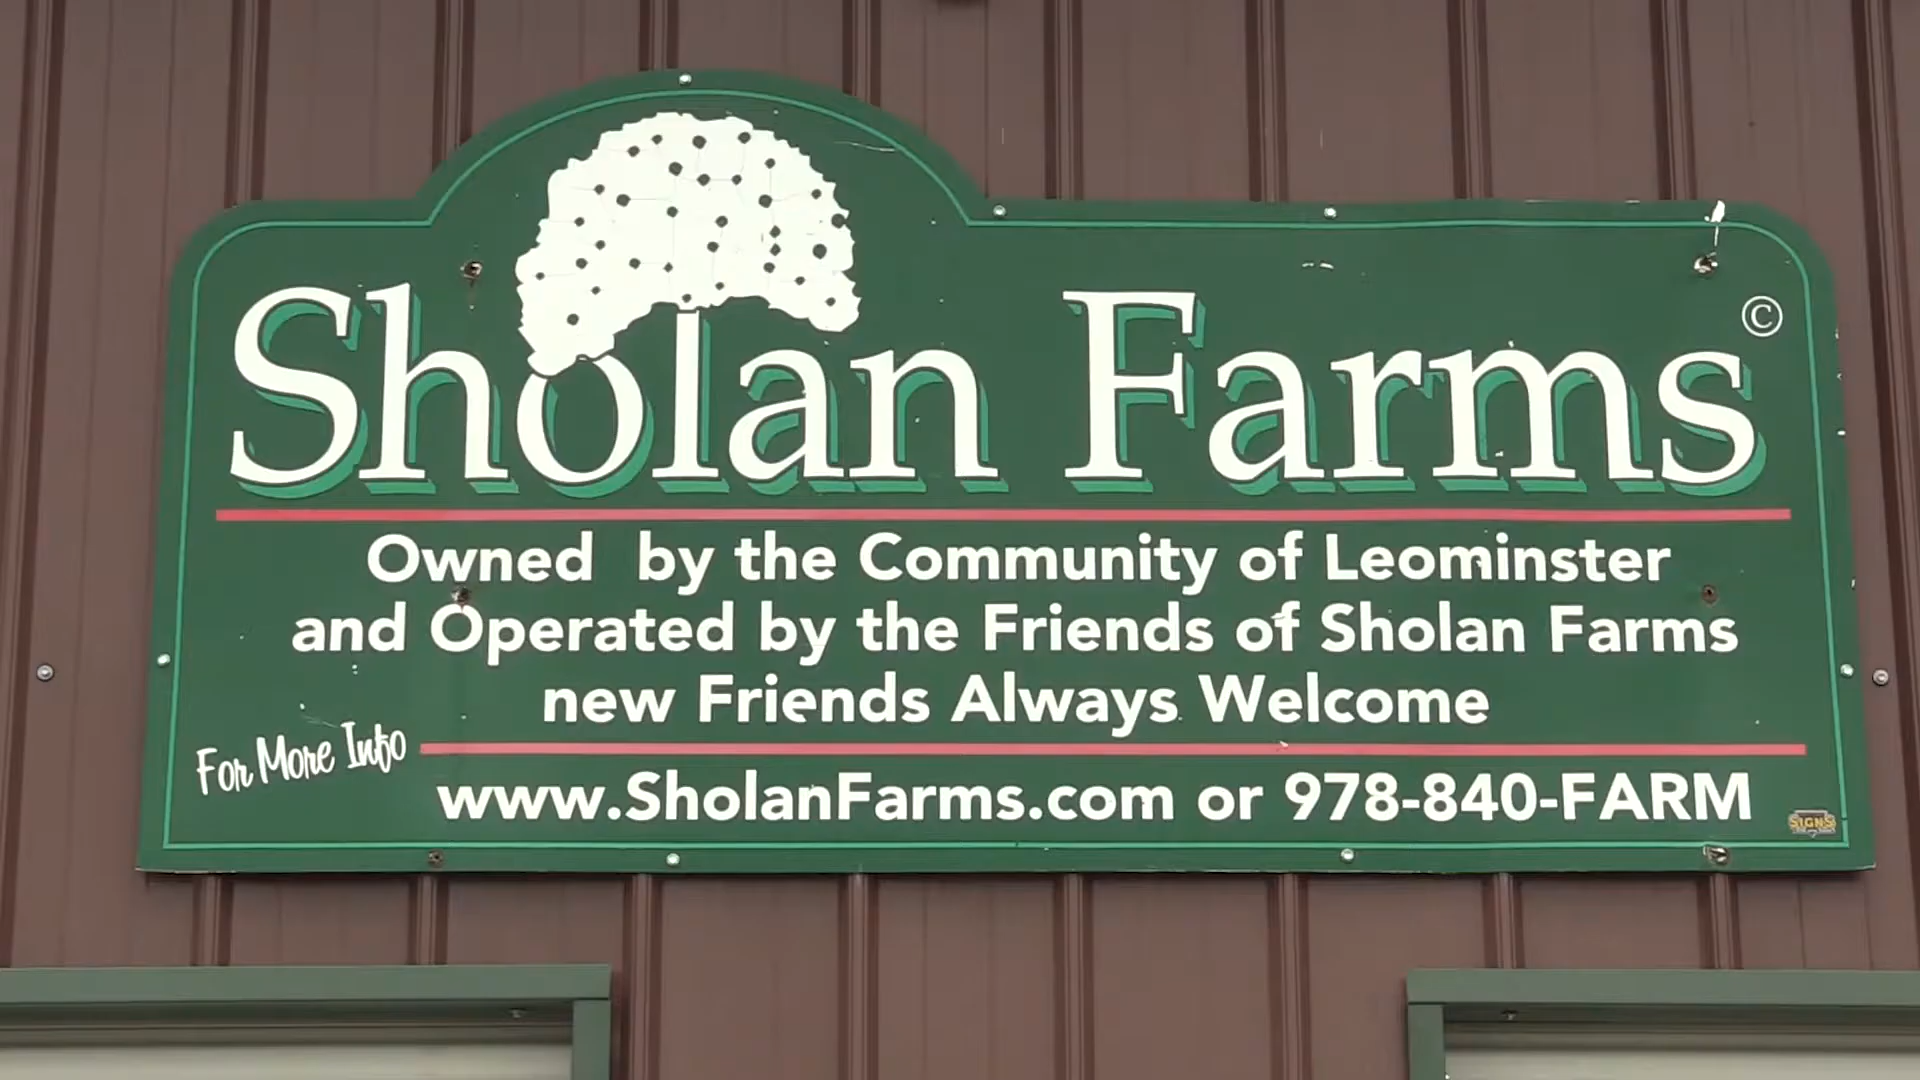 Sholan Farms ©
Owned by the Community of Leominster
and Operated by the Friends of Sholan Farms
new Friends Always Welcome
For More Info
www.SholanFarms.com or 978-840-FARM
SIGNS